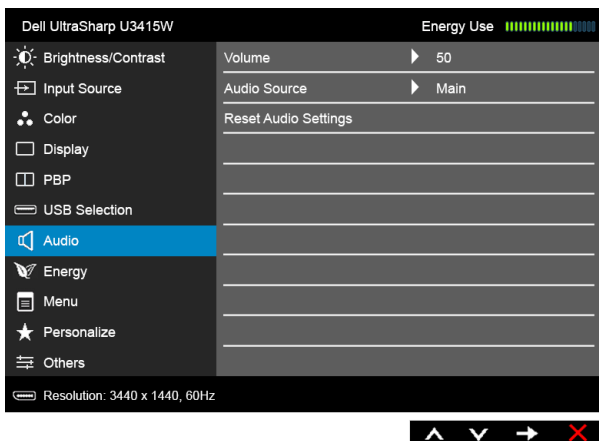 Dell UltraSharp U3415W Energy Use
Brightness/Contrast Volume 50
Input Source Audio Source Main
Color Reset Audio Settings
Display
PBP
USB Selection
Audio
Energy
Menu
Personalize
Others
Resolution: 3440 x 1440, 60Hz